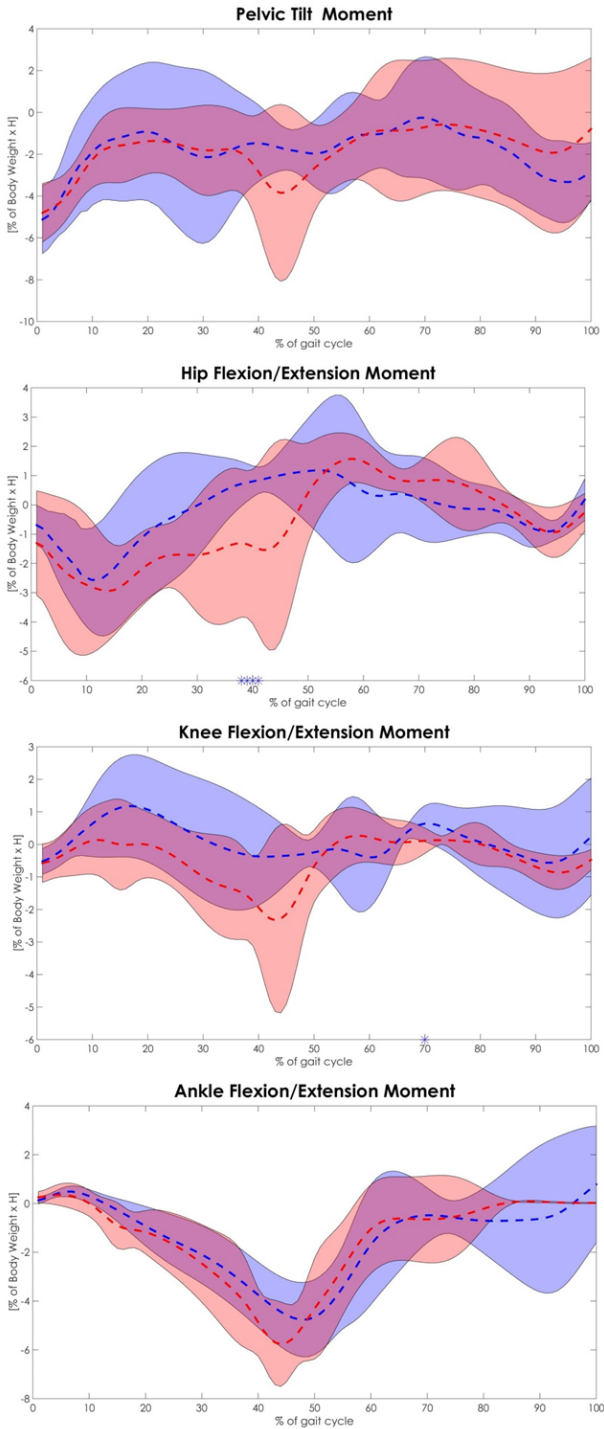 Pelvic Tilt Moment
4
2
0
-2
-4
-6
-8
-10
[% of Body Weight x H]
0 10 20 30 40 50 60 70 80 90 100
% of gait cycle
Hip Flexion/Extension Moment
4
3
2
1
0
-1
-2
-3
-4
-5
-6
[% of Body Weight x H]
0 10 20 30 40 50 60 70 80 90 100
% of gait cycle
Knee Flexion/Extension Moment
3
2
1
0
-1
-2
-3
-4
-5
-6
[% of Body Weight x H]
0 10 20 30 40 50 60 70 80 90 100
% of gait cycle
Ankle Flexion/Extension Moment
4
2
0
-2
-4
-6
-8
[% of Body Weight x H]
0 10 20 30 40 50 60 70 80 90 100
% of gait cycle